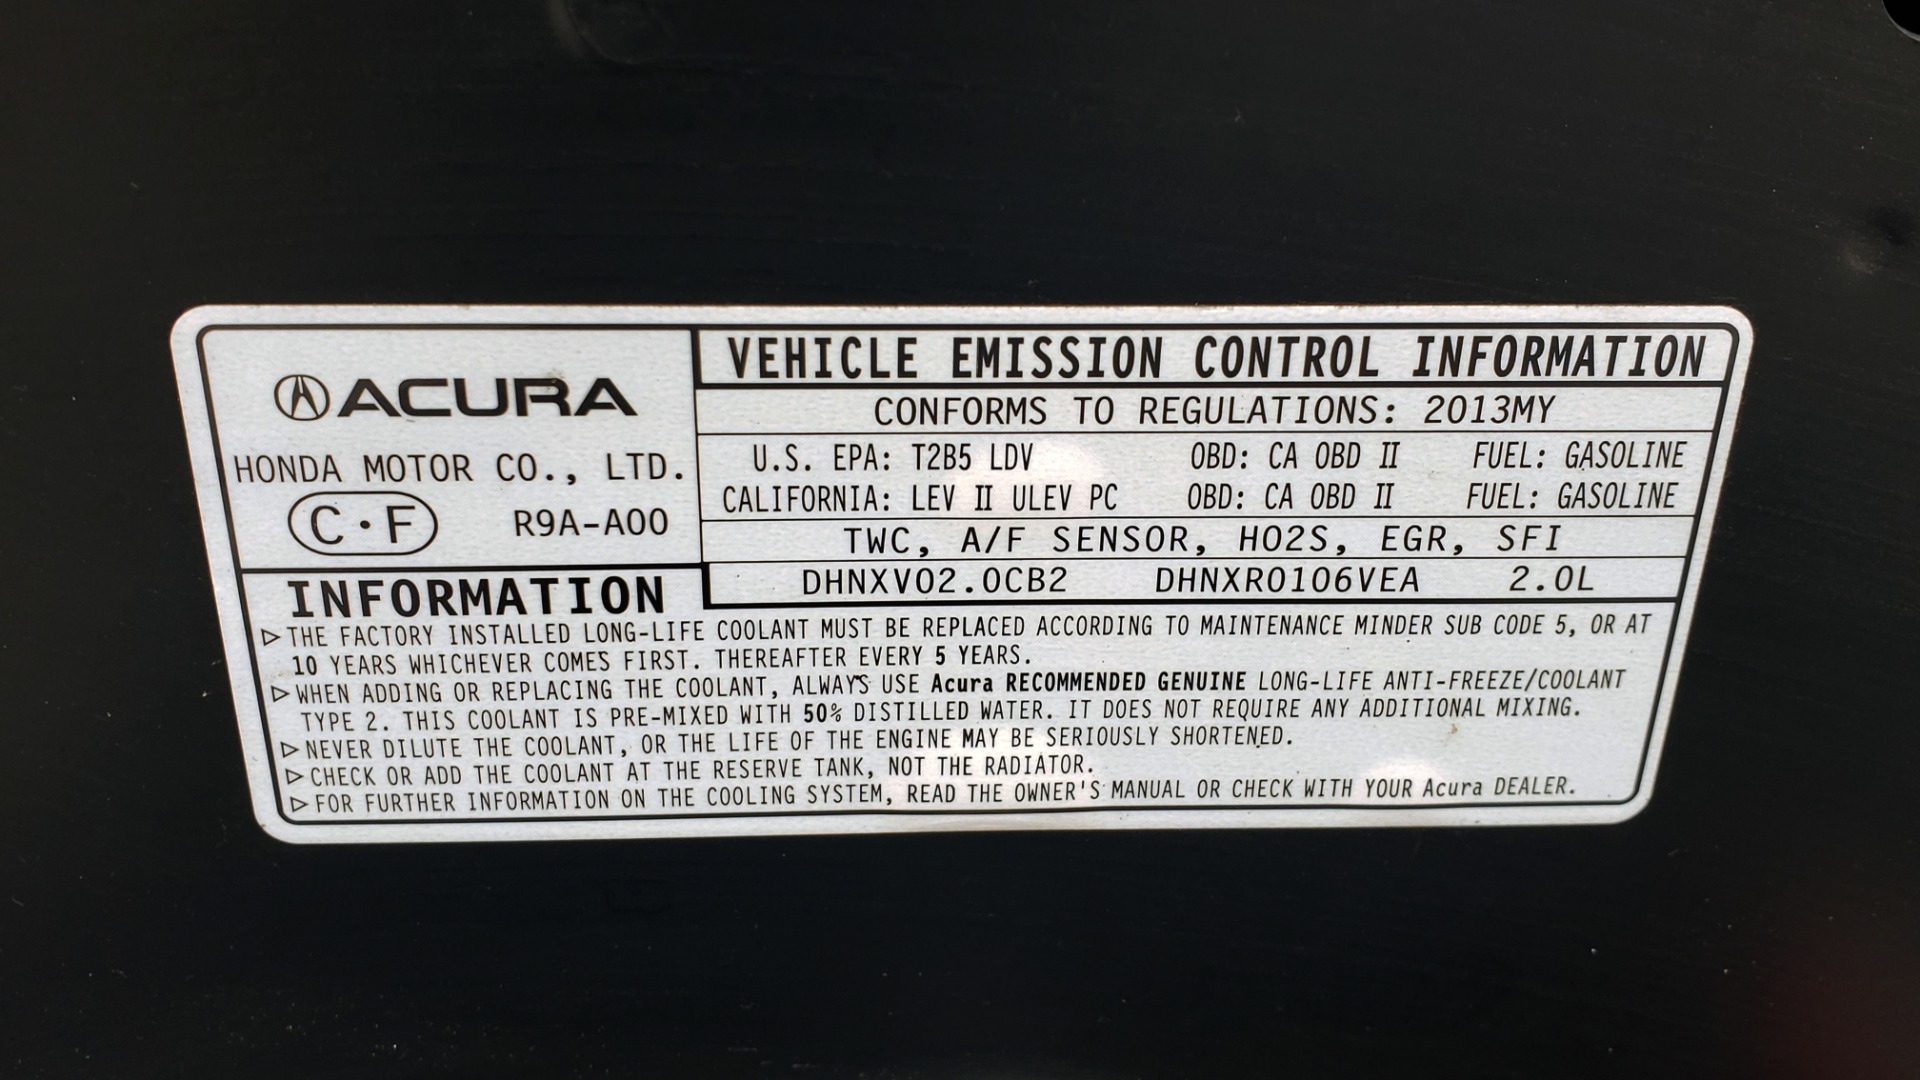 ACURA
HONDA MOTOR CO., LTD.
C・F R9A-A00
VEHICLE EMISSION CONTROL INFORMATION
CONFORMS TO REGULATIONS: 2013MY
U.S. EPA: T2B5 LDV OBD: CA OBD II FUEL: GASOLINE
CALIFORNIA: LEV II ULEV PC OBD: CA OBD II FUEL: GASOLINE
TWC, A/F SENSOR, HO2S, EGR, SFI
DHNXV02.0CB2 DHNXR0106VEA 2.0L
INFORMATION
▷ THE FACTORY INSTALLED LONG-LIFE COOLANT MUST BE REPLACED ACCORDING TO MAINTENANCE MINDER SUB CODE 5, OR AT
10 YEARS WHICHEVER COMES FIRST. THEREAFTER EVERY 5 YEARS.
▷ WHEN ADDING OR REPLACING THE COOLANT, ALWAYS USE Acura RECOMMENDED GENUINE LONG-LIFE ANTI-FREEZE/COOLANT
TYPE 2. THIS COOLANT IS PRE-MIXED WITH 50% DISTILLED WATER. IT DOES NOT REQUIRE ANY ADDITIONAL MIXING.
▷ NEVER DILUTE THE COOLANT, OR THE LIFE OF THE ENGINE MAY BE SERIOUSLY SHORTENED.
▷ CHECK OR ADD THE COOLANT AT THE RESERVE TANK, NOT THE RADIATOR.
▷ FOR FURTHER INFORMATION ON THE COOLING SYSTEM, READ THE OWNER'S MANUAL OR CHECK WITH YOUR Acura DEALER.